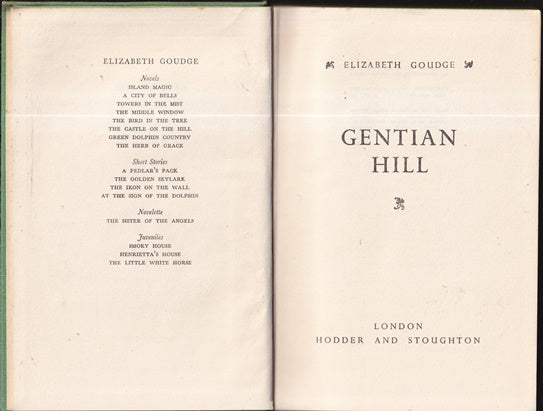 ELIZABETH GOUDGE
Novels
ISLAND MAGIC
A CITY OF BELLS
TOWERS IN THE MIST
THE MIDDLE WINDOW
THE BIRD IN THE TREE
THE CASTLE ON THE HILL
GREEN DOLPHIN COUNTRY
THE HERB OF GRACE
Short Stories
A PEDLAR'S PACK
THE GOLDEN SKYLARK
THE IKON ON THE WALL
AT THE SIGN OF THE DOLPHIN
Novelette
THE SISTER OF THE ANGELS
Juveniles
SMOKY HOUSE
HENRIETTA'S HOUSE
THE LITTLE WHITE HORSE
ELIZABETH GOUDGE
GENTIAN
HILL
LONDON
HODDER AND STOUGHTON